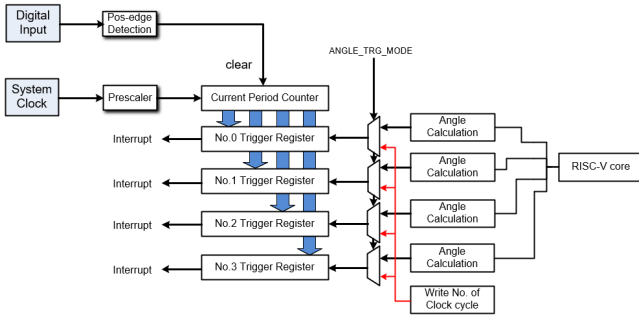 Digital
Input
Pos-edge
Detection
clear
ANGLE_TRG_MODE
System
Clock
Prescaler
Current Period Counter
Angle
Calculation
Interrupt
No.0 Trigger Register
Angle
Calculation
RISC-V core
Interrupt
No.1 Trigger Register
Angle
Calculation
Interrupt
No.2 Trigger Register
Angle
Calculation
Interrupt
No.3 Trigger Register
Write No. of
Clock cycle